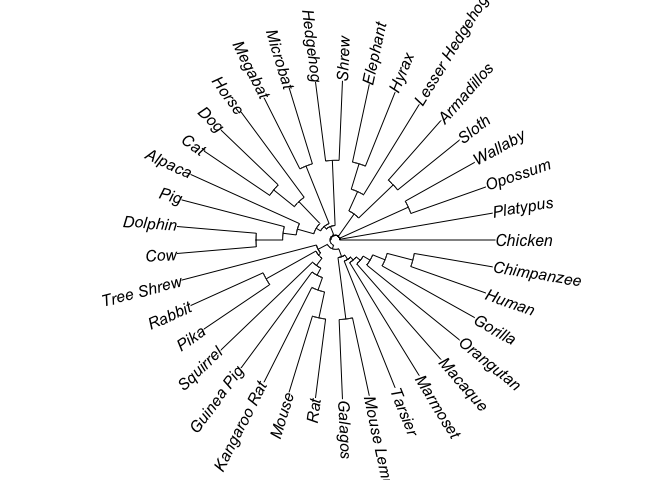 Hedgehog
Shrew
Elephant
Hyrax
Lesser Hedgehog
Armadillos
Sloth
Wallaby
Opossum
Platypus
Chicken
Chimpanzee
Human
Gorilla
Orangutan
Macaque
Marmoset
Tarsier
Mouse Lem
Galagos
Rat
Mouse
Kangaroo Rat
Guinea Pig
Squirrel
Pika
Rabbit
Tree Shrew
Cow
Dolphin
Pig
Alpaca
Cat
Dog
Horse
Megabat
Microbat